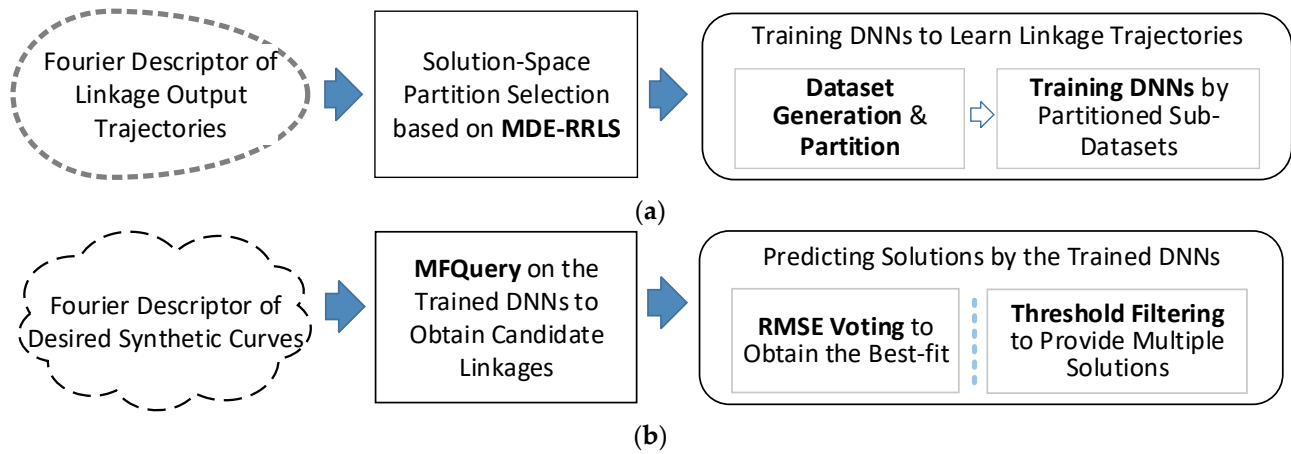 Fourier Descriptor of
Linkage Output
Trajectories
Solution-Space
Partition Selection
based on MDE-RRLS
Training DNNs to Learn Linkage Trajectories
Dataset
Generation &
Partition
Training DNNs by
Partitioned Sub-
Datasets
(a)
Fourier Descriptor of
Desired Synthetic Curves
MFQuery on the
Trained DNNs to
Obtain Candidate
Linkages
Predicting Solutions by the Trained DNNs
RMSE Voting to
Obtain the Best-fit
Threshold Filtering
to Provide Multiple
Solutions
(b)